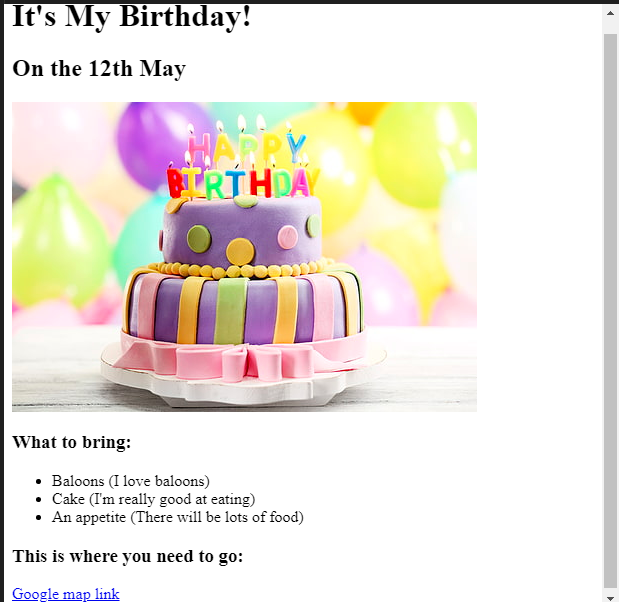 It's My Birthday!
On the 12th May
HAPPY
BIRTHDAY
What to bring:
Baloons (I love baloons)
Cake (I'm really good at eating)
An appetite (There will be lots of food)
This is where you need to go:
Google map link